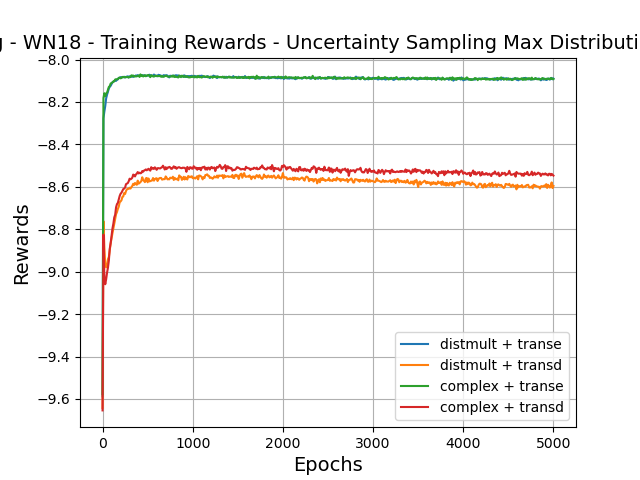 - WN18 - Training Rewards - Uncertainty Sampling Max
−8.0
−8.2
−8.4
−8.6
−8.8
−9.0
−9.2
−9.4
−9.6
Rewards
distmult + transe
distmult + transd
complex + transe
complex + transd
0 1000 2000 3000 4000 5000
Epochs